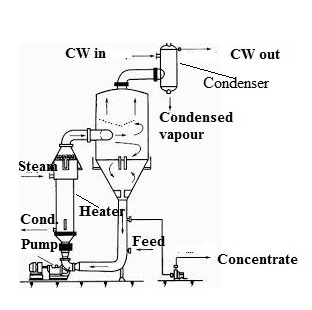 CW in
CW out
Condenser
Condensed
vapour
Steam
Heater
Cond.
Pump
Feed
Concentrate